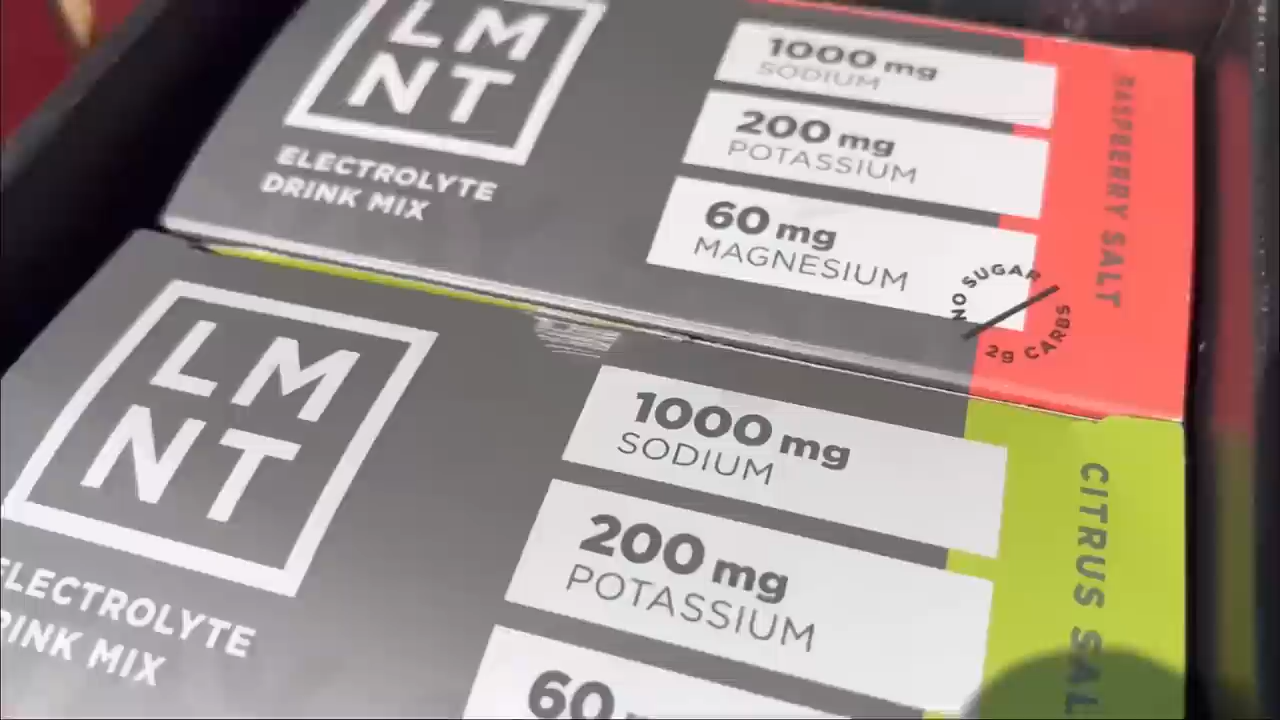 LM
NT
ELECTROLYTE
DRINK MIX
1000 mg
SODIUM
200 mg
POTASSIUM
60 mg
MAGNESIUM
NO SUGAR
2g CARBS
RASPBERRY SALT
LM
NT
ELECTROLYTE
DRINK MIX
1000 mg
SODIUM
200 mg
POTASSIUM
60
CITRUS SAL